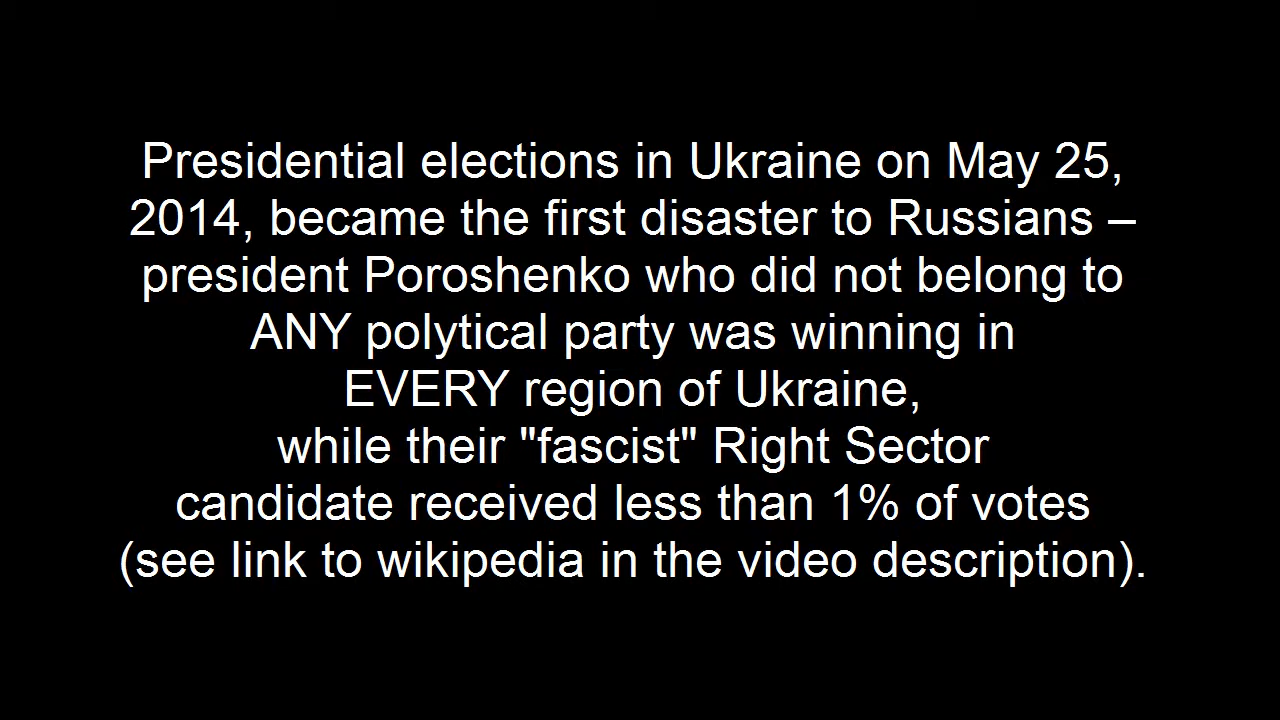 Presidential elections in Ukraine on May 25,
2014, became the first disaster to Russians –
president Poroshenko who did not belong to
ANY polytical party was winning in
EVERY region of Ukraine,
while their "fascist" Right Sector
candidate received less than 1% of votes
(see link to wikipedia in the video description).